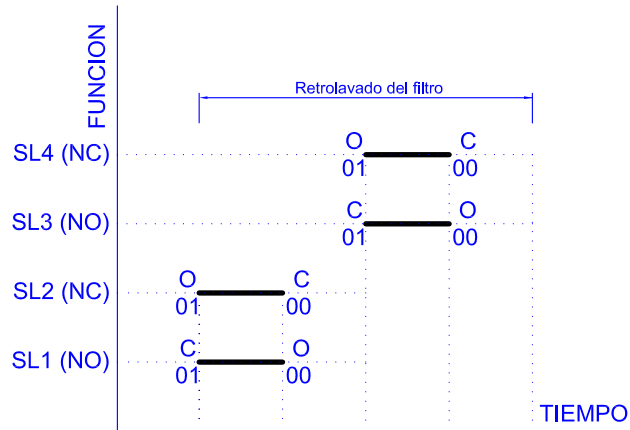 FUNCION
Retrolavado del filtro
SL4 (NC)
O C
01 00
SL3 (NO)
C O
01 00
SL2 (NC)
O C
01 00
SL1 (NO)
C O
01 00
TIEMPO